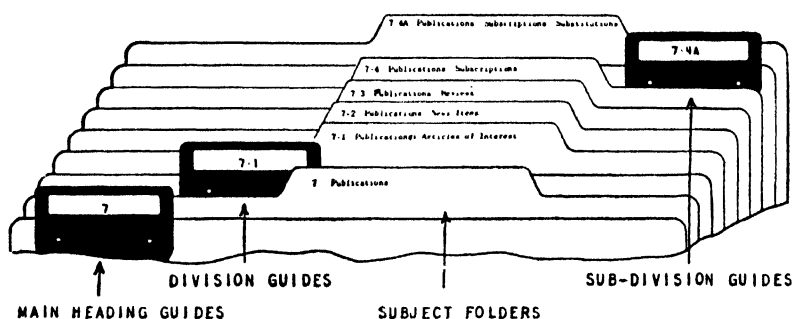 7-4A Publications Subscriptions Substitutions
7-4A
7-4 Publications Subscriptions
7-3 Publications Reviews
7-2 Publications News Items
7-1 Publications Articles of Interest
7-1
7 Publications
7
DIVISION GUIDES
SUB-DIVISION GUIDES
MAIN HEADING GUIDES
SUBJECT FOLDERS